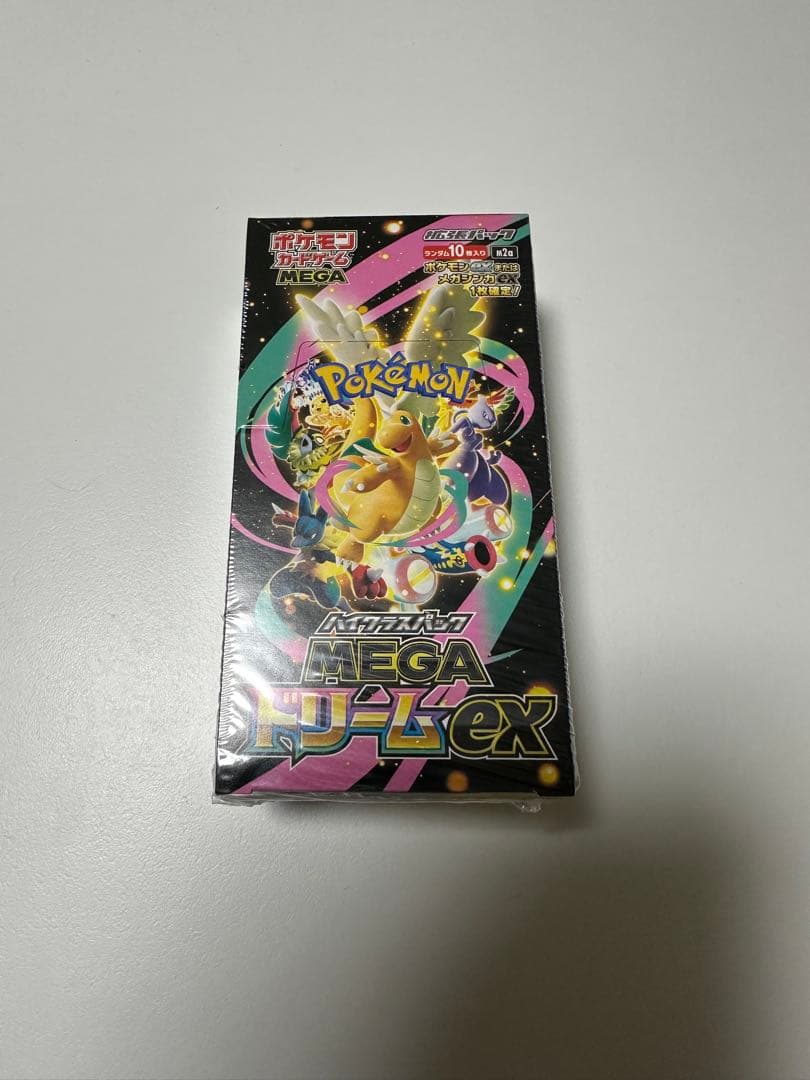 ポケモン
カードゲーム
MEGA
拡張パック
ランダム10枚入り M2a
ポケモンexまたは
メガシンカex
1枚確定!
POKéMON
ハイクラスパック
MEGA
ドリームex